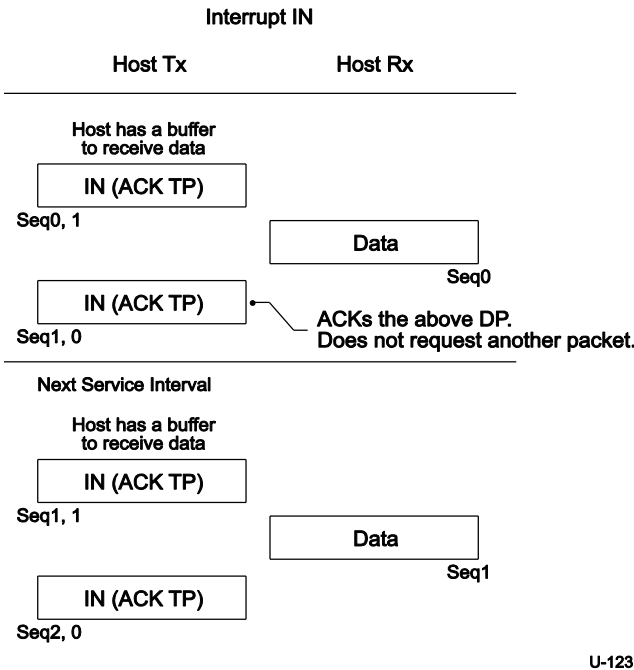 Interrupt IN
Host Tx
Host Rx
Host has a buffer
to receive data
IN (ACK TP)
Seq0, 1
Data
Seq0
IN (ACK TP)
Seq1, 0
ACKs the above DP.
Does not request another packet.
Next Service Interval
Host has a buffer
to receive data
IN (ACK TP)
Seq1, 1
Data
Seq1
IN (ACK TP)
Seq2, 0
U-123